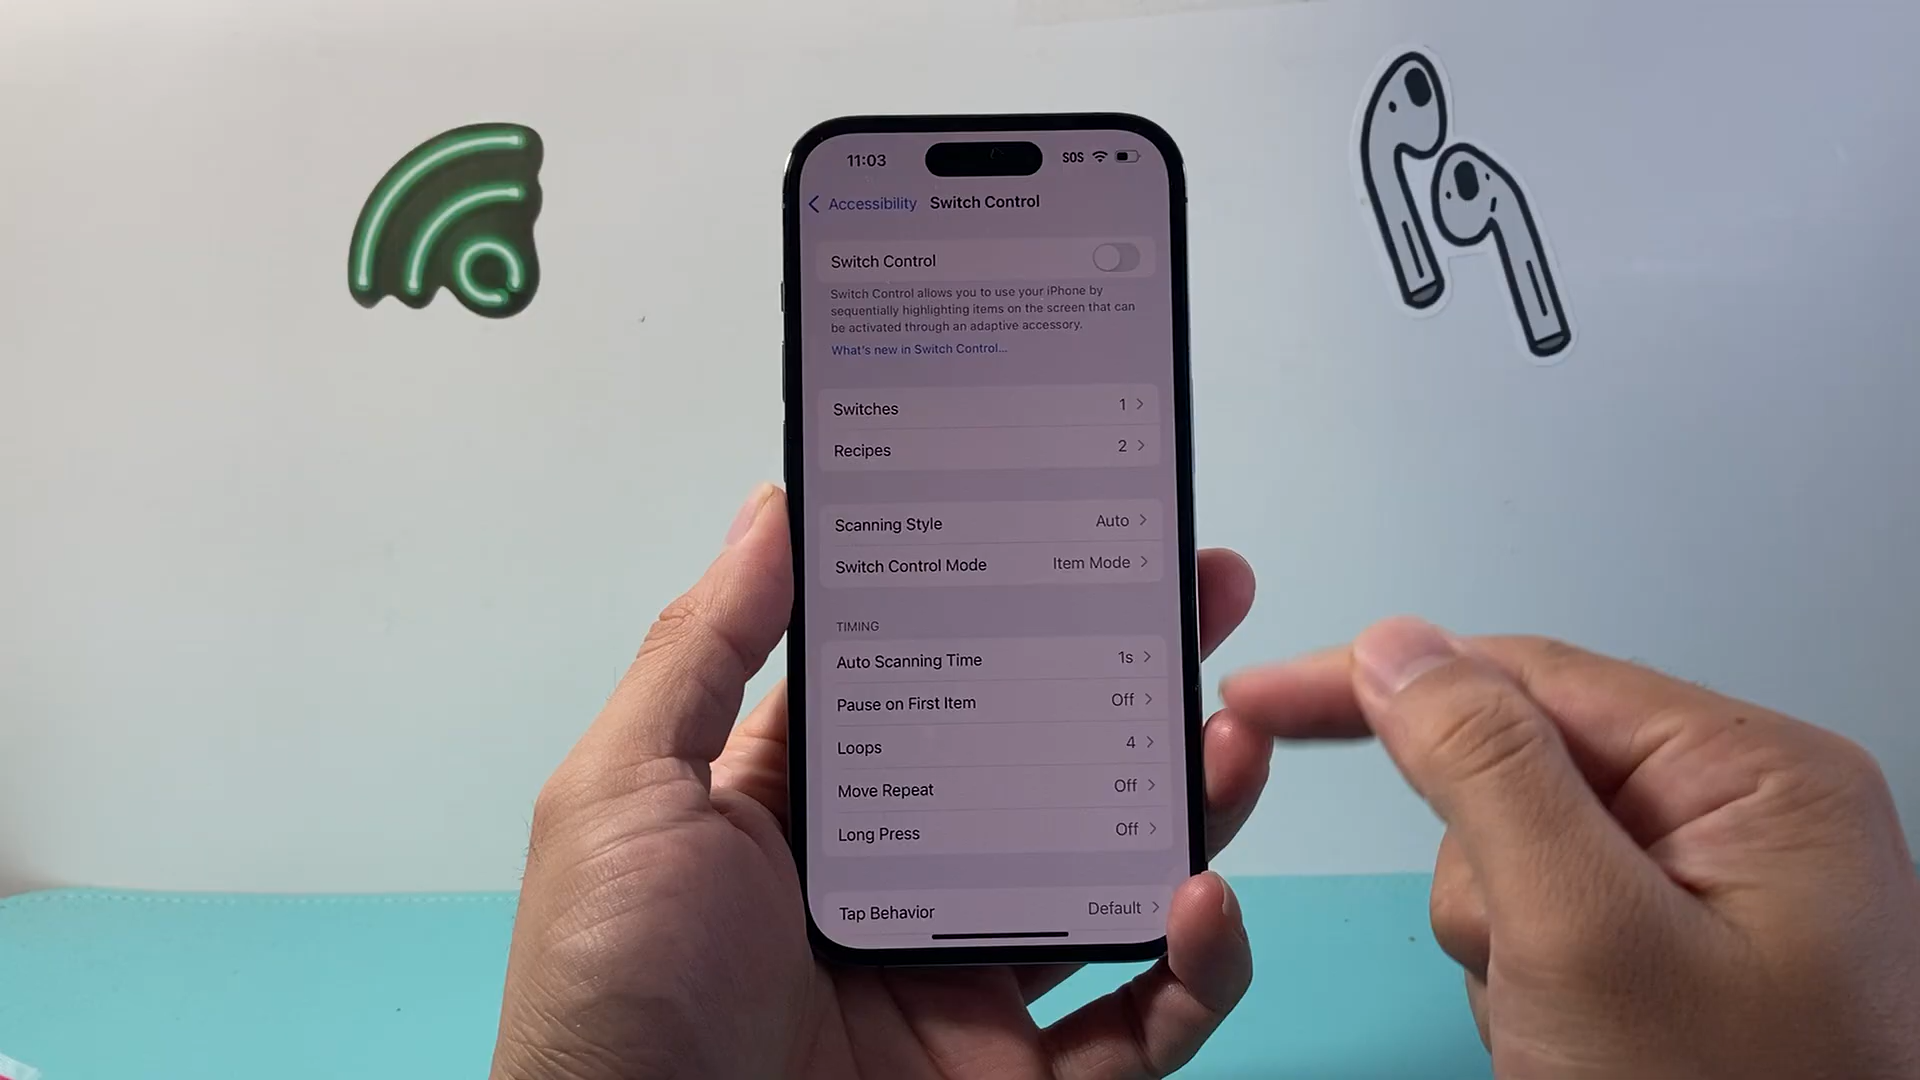 11:03 SOS
Accessibility Switch Control
Switch Control
Switch Control allows you to use your iPhone by
sequentially highlighting items on the screen that can
be activated through an adaptive accessory.
What's new in Switch Control...
Switches 1
Recipes 2
Scanning Style Auto
Switch Control Mode Item Mode
TIMING
Auto Scanning Time 1s
Pause on First Item Off
Loops 4
Move Repeat Off
Long Press Off
Tap Behavior Default